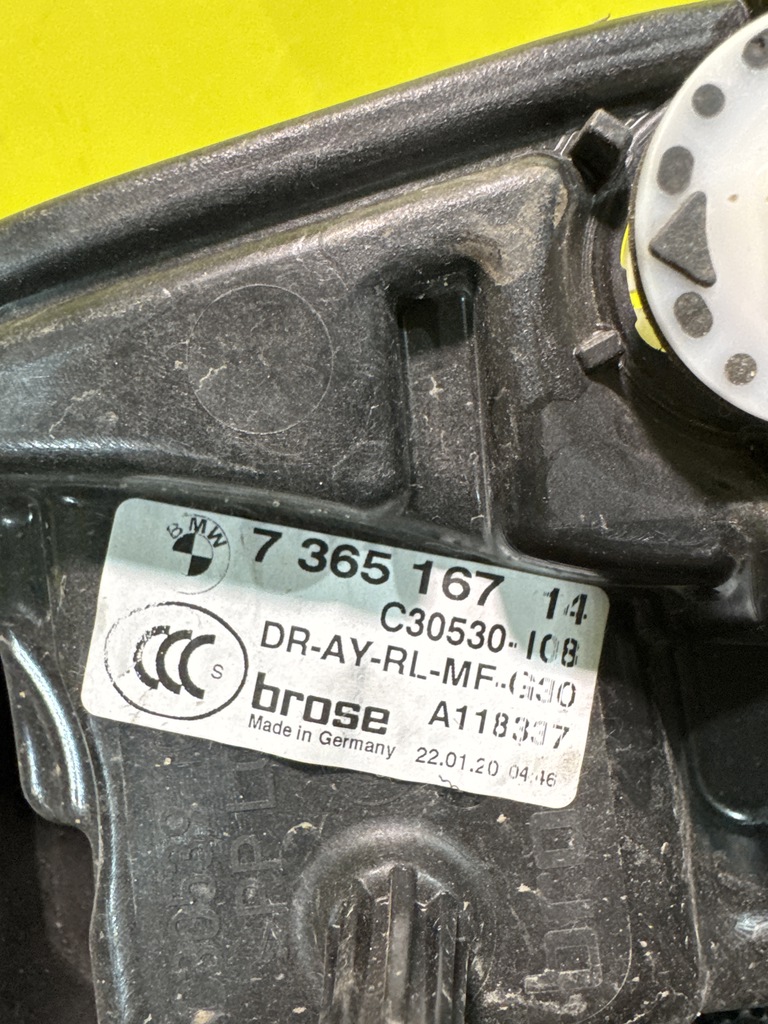 BMW
7 365 167 14
C30530-108
DR-AY-RL-MF-G30
CCC S
brose A118337
Made in Germany 22.01.20 04:46